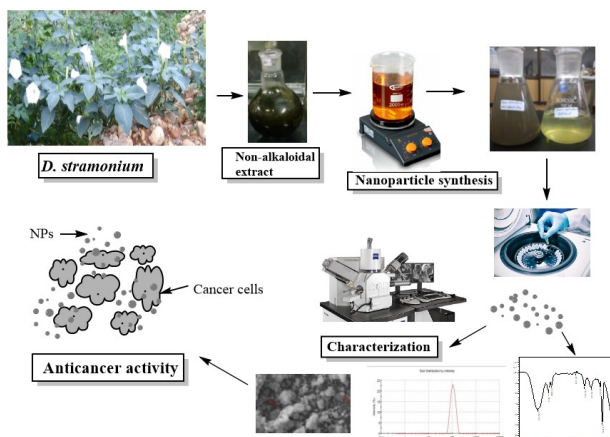 D. stramonium
Non-alkaloidal
extract
Nanoparticle synthesis
NPs
Cancer cells
Characterization
Anticancer activity